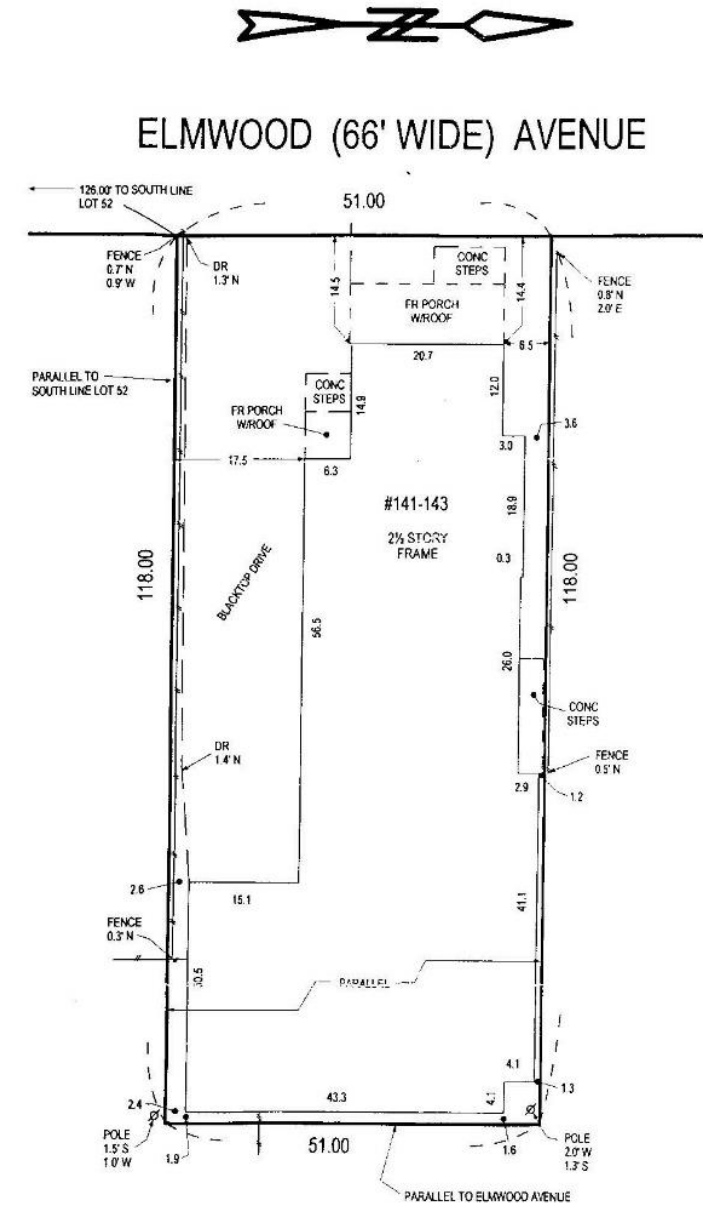 ELMWOOD (66' WIDE) AVENUE
126.00' TO SOUTH LINE
LOT 52
51.00
FENCE
0.7' N
0.9' W
DR
1.3' N
14.5
CONC
STEPS
14.4
FENCE
0.8' N
2.0' E
FR PORCH
W/ROOF
6.5
20.7
PARALLEL TO
SOUTH LINE LOT 52
CONC
STEPS
14.9
12.0
FR PORCH
W/ROOF
3.0
3.6
17.5
6.3
#141-143
2½ STORY
FRAME
18.9
0.3
118.00
BLACKTOP DRIVE
118.00
56.5
26.0
CONC
STEPS
DR
1.4' N
FENCE
0.5' N
2.9
1.2
2.6
15.1
41.1
FENCE
0.3' N
30.5
PARALLEL
4.1
1.3
2.4
43.3
4.1
POLE
1.5' S
1.0' W
1.9
51.00
1.6
POLE
2.0' W
1.3' S
PARALLEL TO ELMWOOD AVENUE